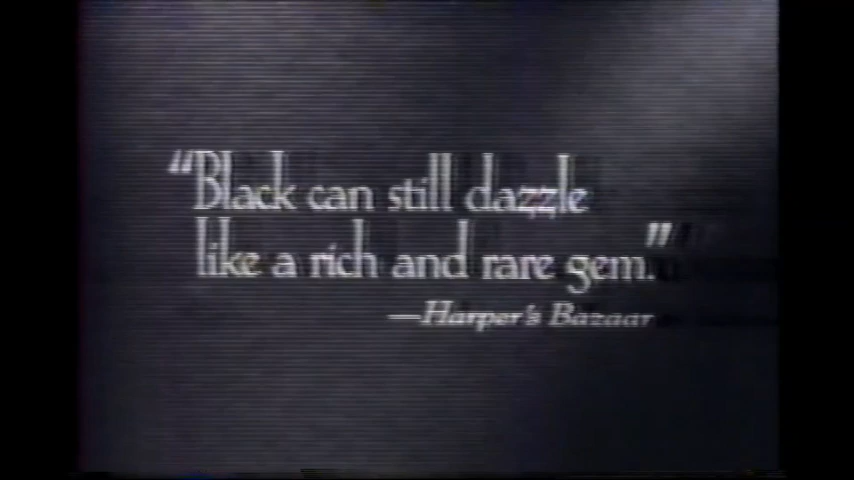 “Black can still dazzle
like a rich and rare gem.”
—Harper's Bazaar